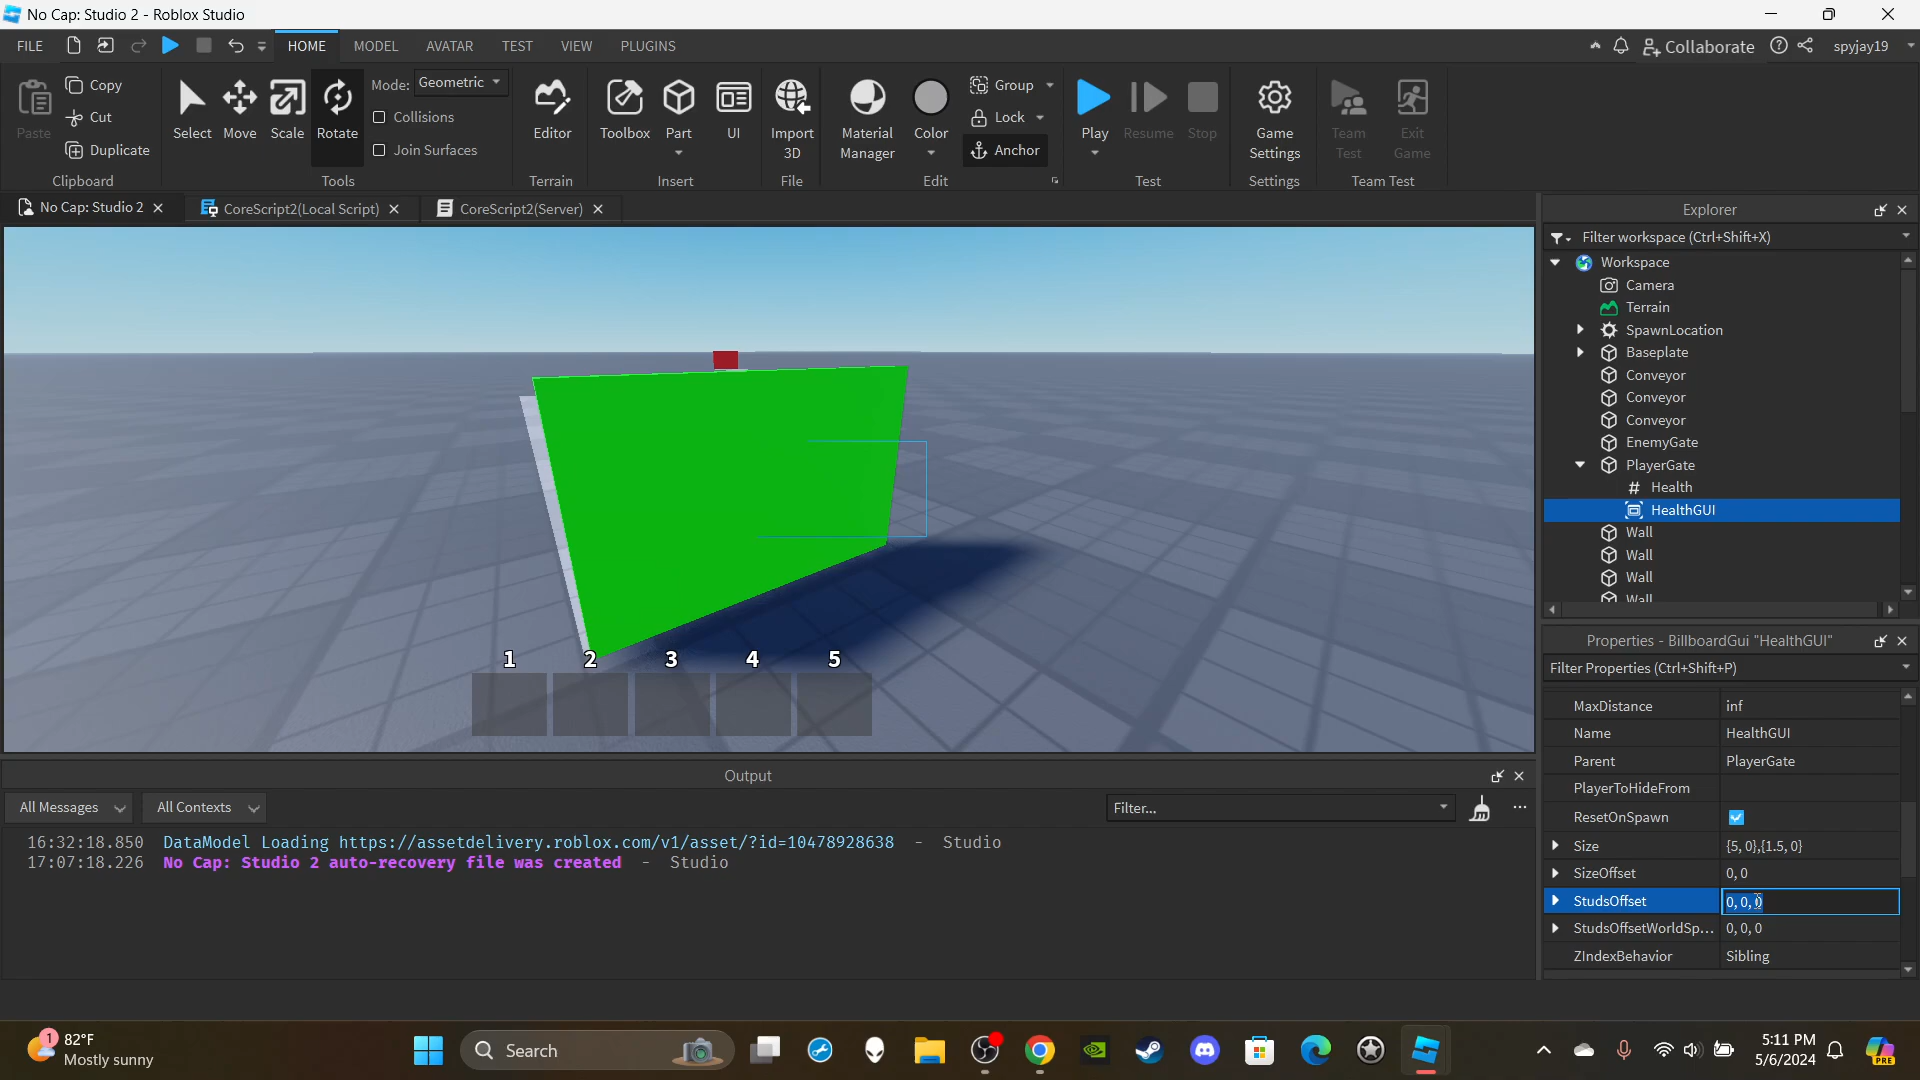 No Cap: Studio 2 - Roblox Studio
FILE HOME MODEL AVATAR TEST VIEW PLUGINS Collaborate spyjay19
Paste Copy Cut Duplicate Clipboard
Select Move Scale Rotate Mode: Geometric Collisions Join Surfaces Tools
Editor Terrain
Toolbox Part UI Insert
Import 3D File
Material Manager Color Group Lock Anchor Edit
Play Resume Stop Test
Game Settings Settings
Team Test Exit Game Team Test
No Cap: Studio 2 CoreScript2(Local Script) CoreScript2(Server)
1 2 3 4 5
Explorer
Filter workspace (Ctrl+Shift+X)
Workspace
Camera
Terrain
SpawnLocation
Baseplate
Conveyor
Conveyor
Conveyor
EnemyGate
PlayerGate
# Health
HealthGUI
Wall
Wall
Wall
Wall
Properties - BillboardGui "HealthGUI"
Filter Properties (Ctrl+Shift+P)
MaxDistance inf
Name HealthGUI
Parent PlayerGate
PlayerToHideFrom
ResetOnSpawn
Size {5, 0},{1.5, 0}
SizeOffset 0, 0
StudsOffset 0, 0, 0
StudsOffsetWorldSp... 0, 0, 0
ZIndexBehavior Sibling
Output
All Messages All Contexts Filter...
16:32:18.850 DataModel Loading https://assetdelivery.roblox.com/v1/asset/?id=10478928638 - Studio
17:07:18.226 No Cap: Studio 2 auto-recovery file was created - Studio
1 82°F
Mostly sunny
Search
PRE
5:11 PM
5/6/2024